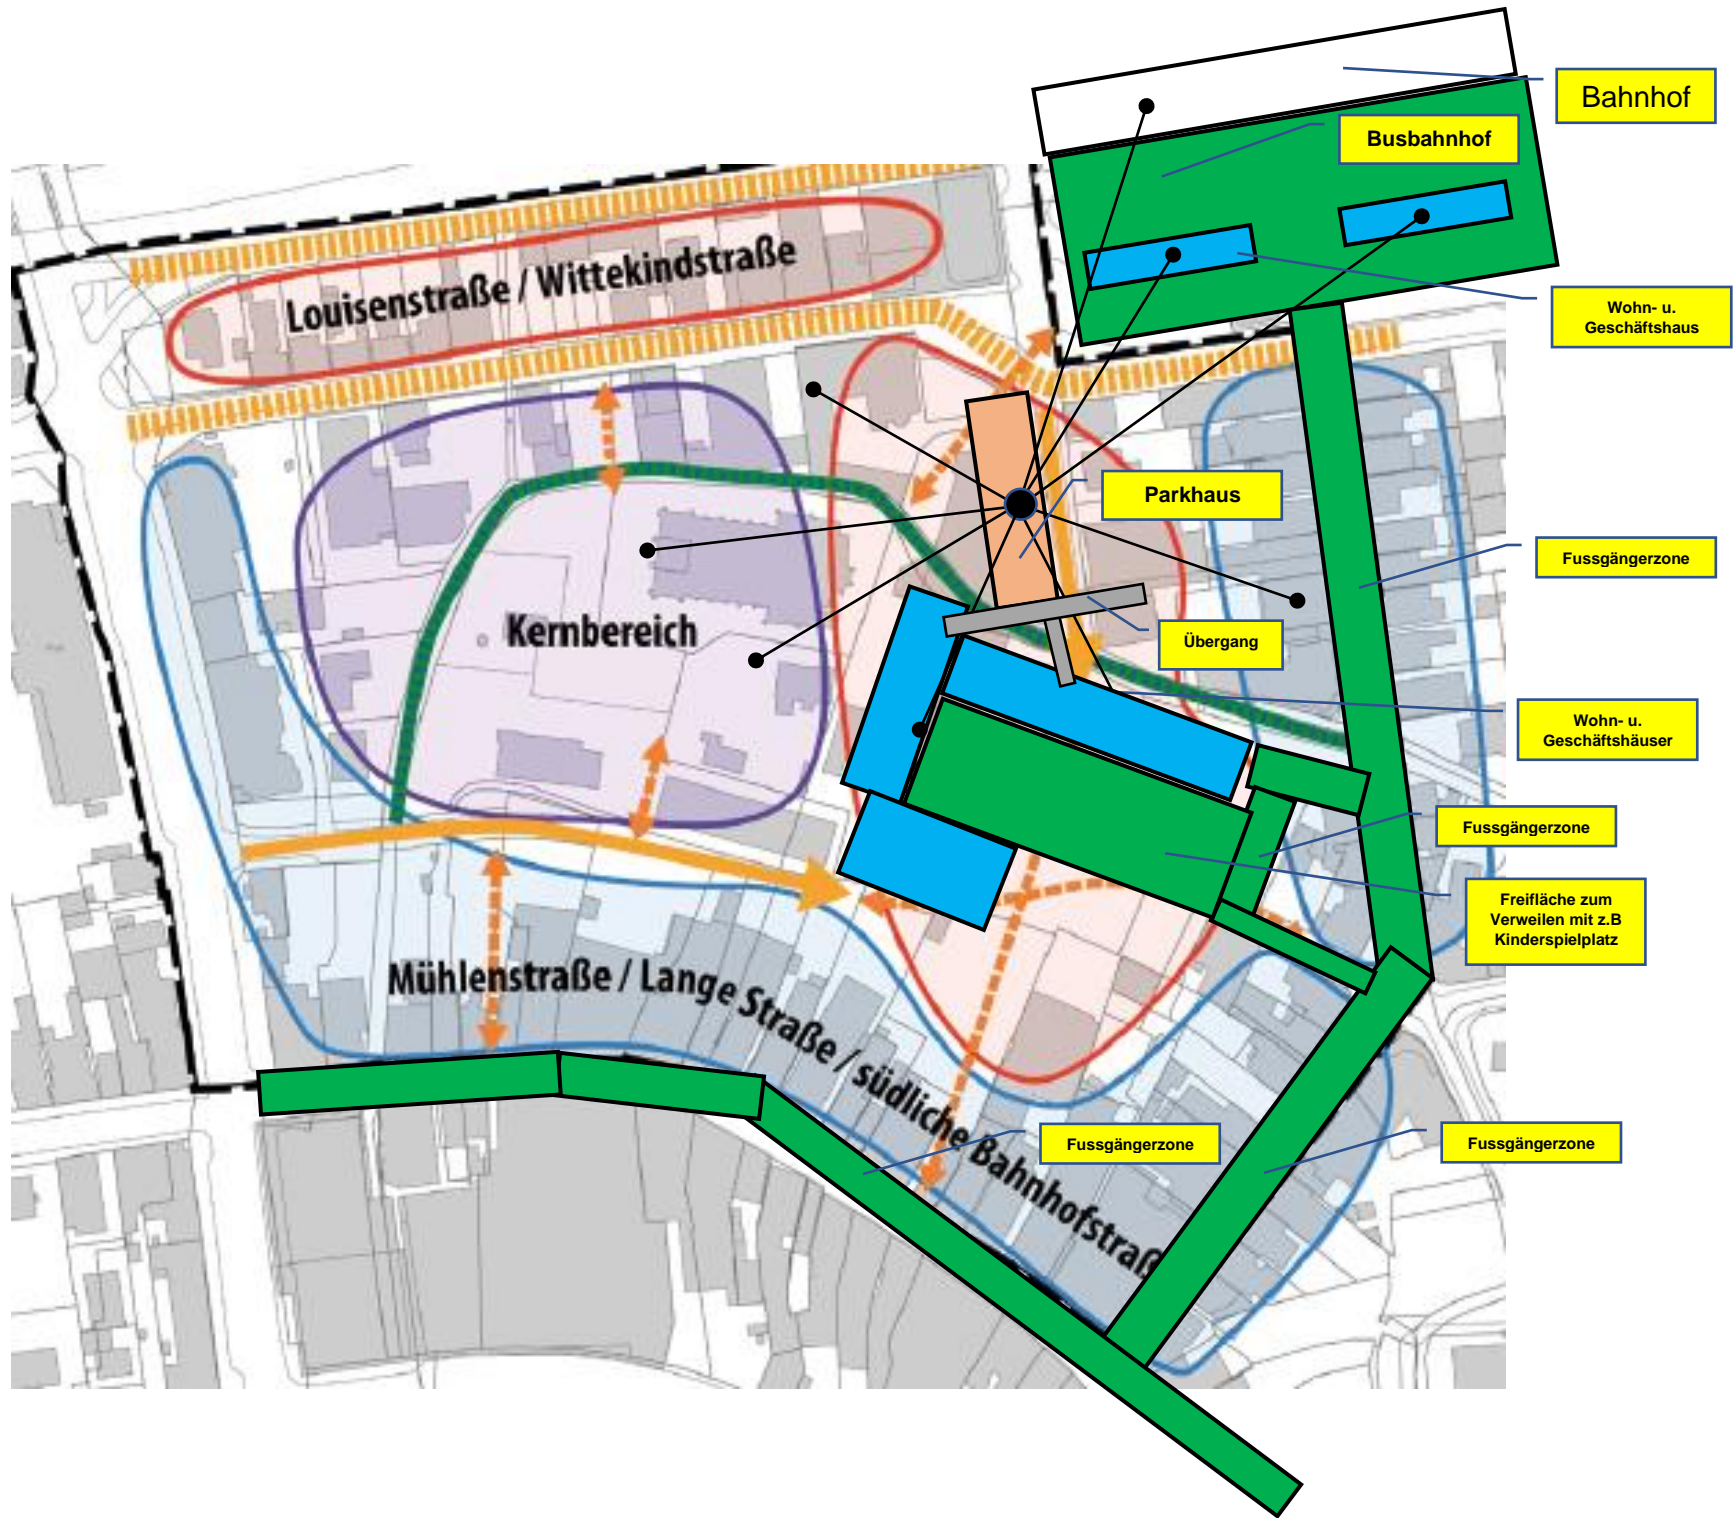 Bahnhof
Busbahnhof
Louisenstraße / Wittekindstraße
Wohn- u.
Geschäftshaus
Parkhaus
Fussgängerzone
Kernbereich
Übergang
Wohn- u.
Geschäftshäuser
Fussgängerzone
Freifläche zum
Verweilen mit z.B
Kinderspielplatz
Mühlenstraße / Lange Straße / südliche Bahnhofstraß
Fussgängerzone
Fussgängerzone